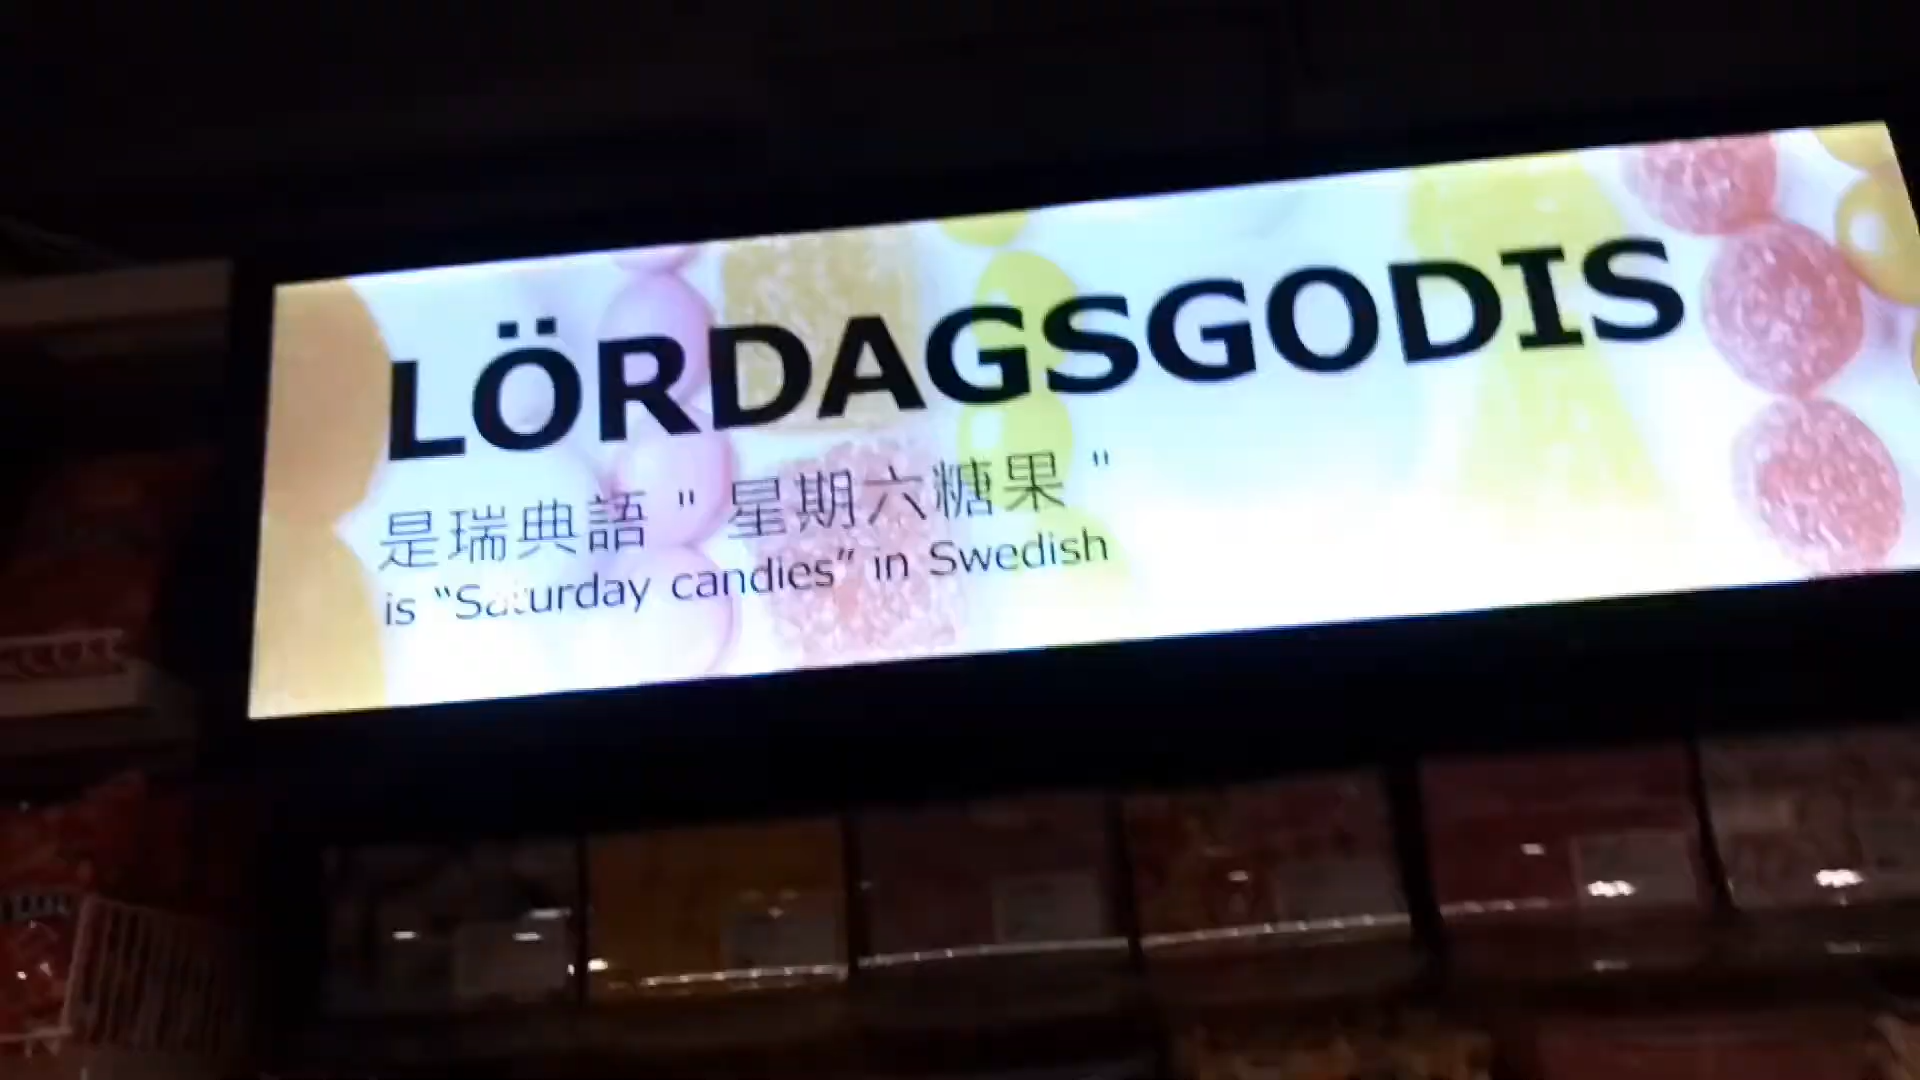 LÖRDAGSGODIS
是瑞典語 " 星期六糖果 "
is “Saturday candies” in Swedish